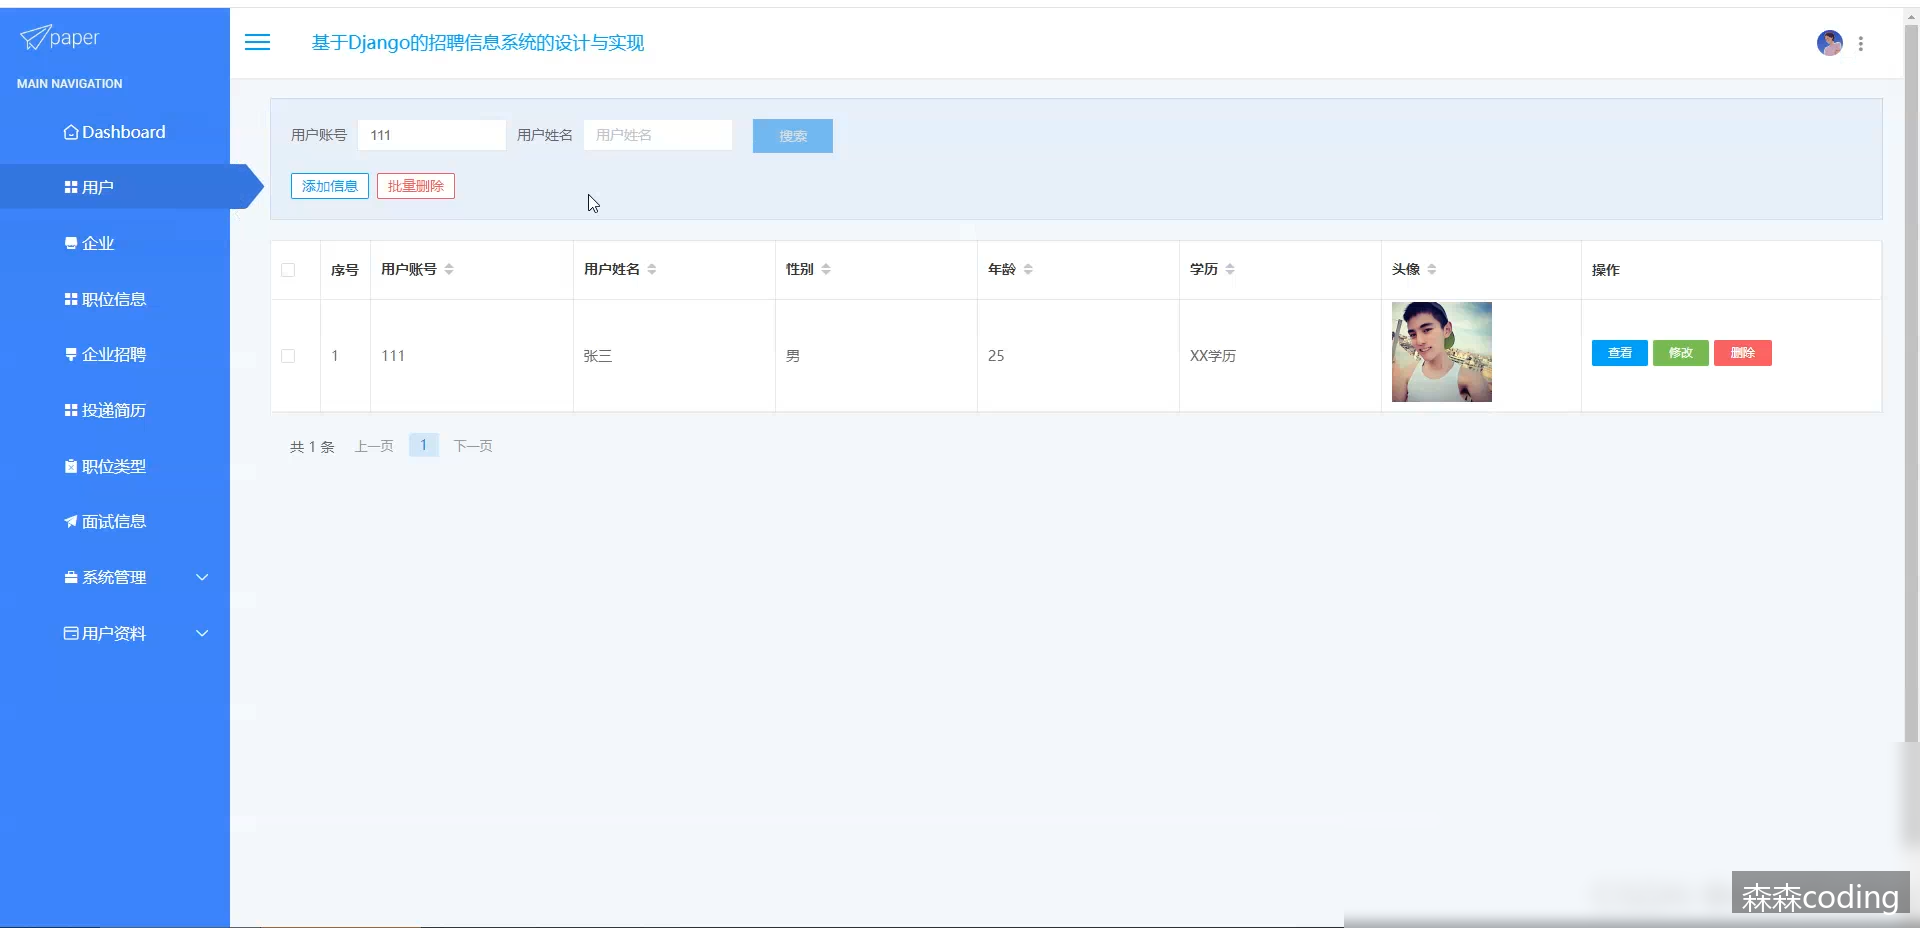 paper
基于Django的招聘信息系统的设计与实现
MAIN NAVIGATION
Dashboard
用户
企业
职位信息
企业招聘
投递简历
职位类型
面试信息
系统管理
用户资料
用户账号 111 用户姓名 用户姓名 搜索
添加信息 批量删除
序号 用户账号 用户姓名 性别 年龄 学历 头像 操作
1 111 张三 男 25 XX学历 查看 修改 删除
共 1 条 上一页 1 下一页
森森coding